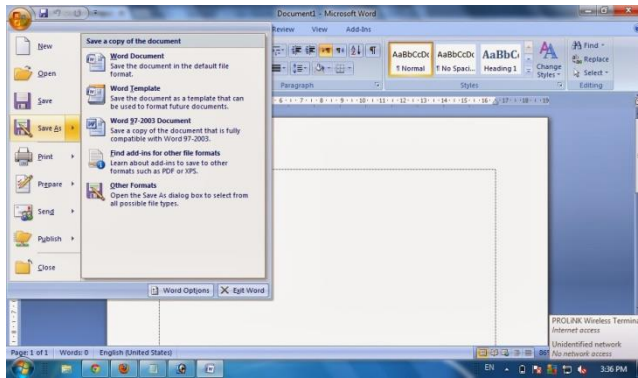 Document1 - Microsoft Word
Review View Add-Ins
New
Open
Save
Save As
Print
Prepare
Send
Publish
Close
Save a copy of the document
Word Document
Save the document in the default file
format.
Word Template
Save the document as a template that can
be used to format future documents.
Word 97-2003 Document
Save a copy of the document that is fully
compatible with Word 97-2003.
Find add-ins for other file formats
Learn about add-ins to save to other
formats such as PDF or XPS.
Other Formats
Open the Save As dialog box to select from
all possible file types.
Word Options Exit Word
AaBbCcDc AaBbCcDc AaBbC
¶ Normal ¶ No Spaci... Heading 1
Change
Styles
Find
Replace
Select
Paragraph Styles Editing
PROLiNK Wireless Termina
Internet access
Unidentified network
No network access
Page: 1 of 1 Words: 0 English (United States)
EN 3:36 PM